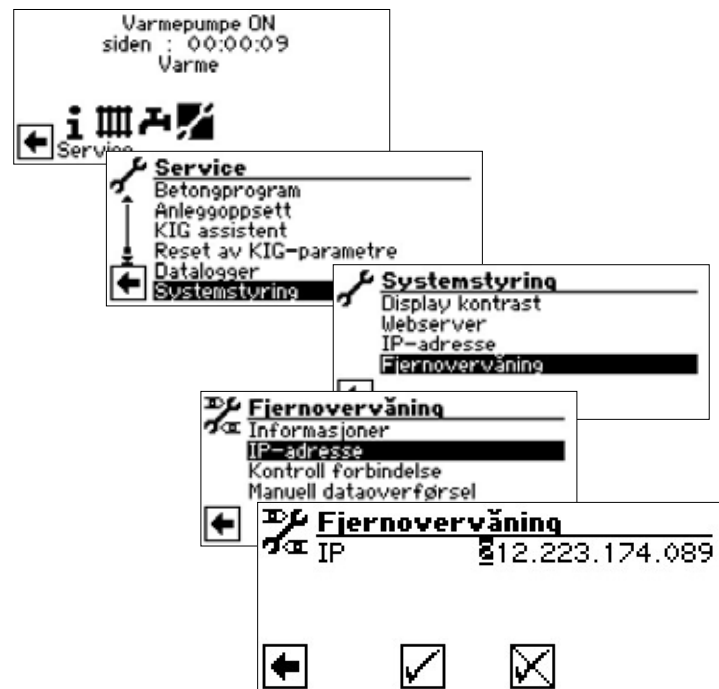 Varmepumpe ON
siden : 00:00:09
Varme
Service
Service
Betongprogram
Anleggoppsett
KIG assistent
Reset av KIG-parametre
Datalogger
Systemstyring
Systemstyring
Display kontrast
Webserver
IP-adresse
Fjernovervåning
Fjernovervåning
Informasjoner
IP-adresse
Kontroll forbindelse
Manuell dataoverførsel
Fjernovervåning
IP 212.223.174.089